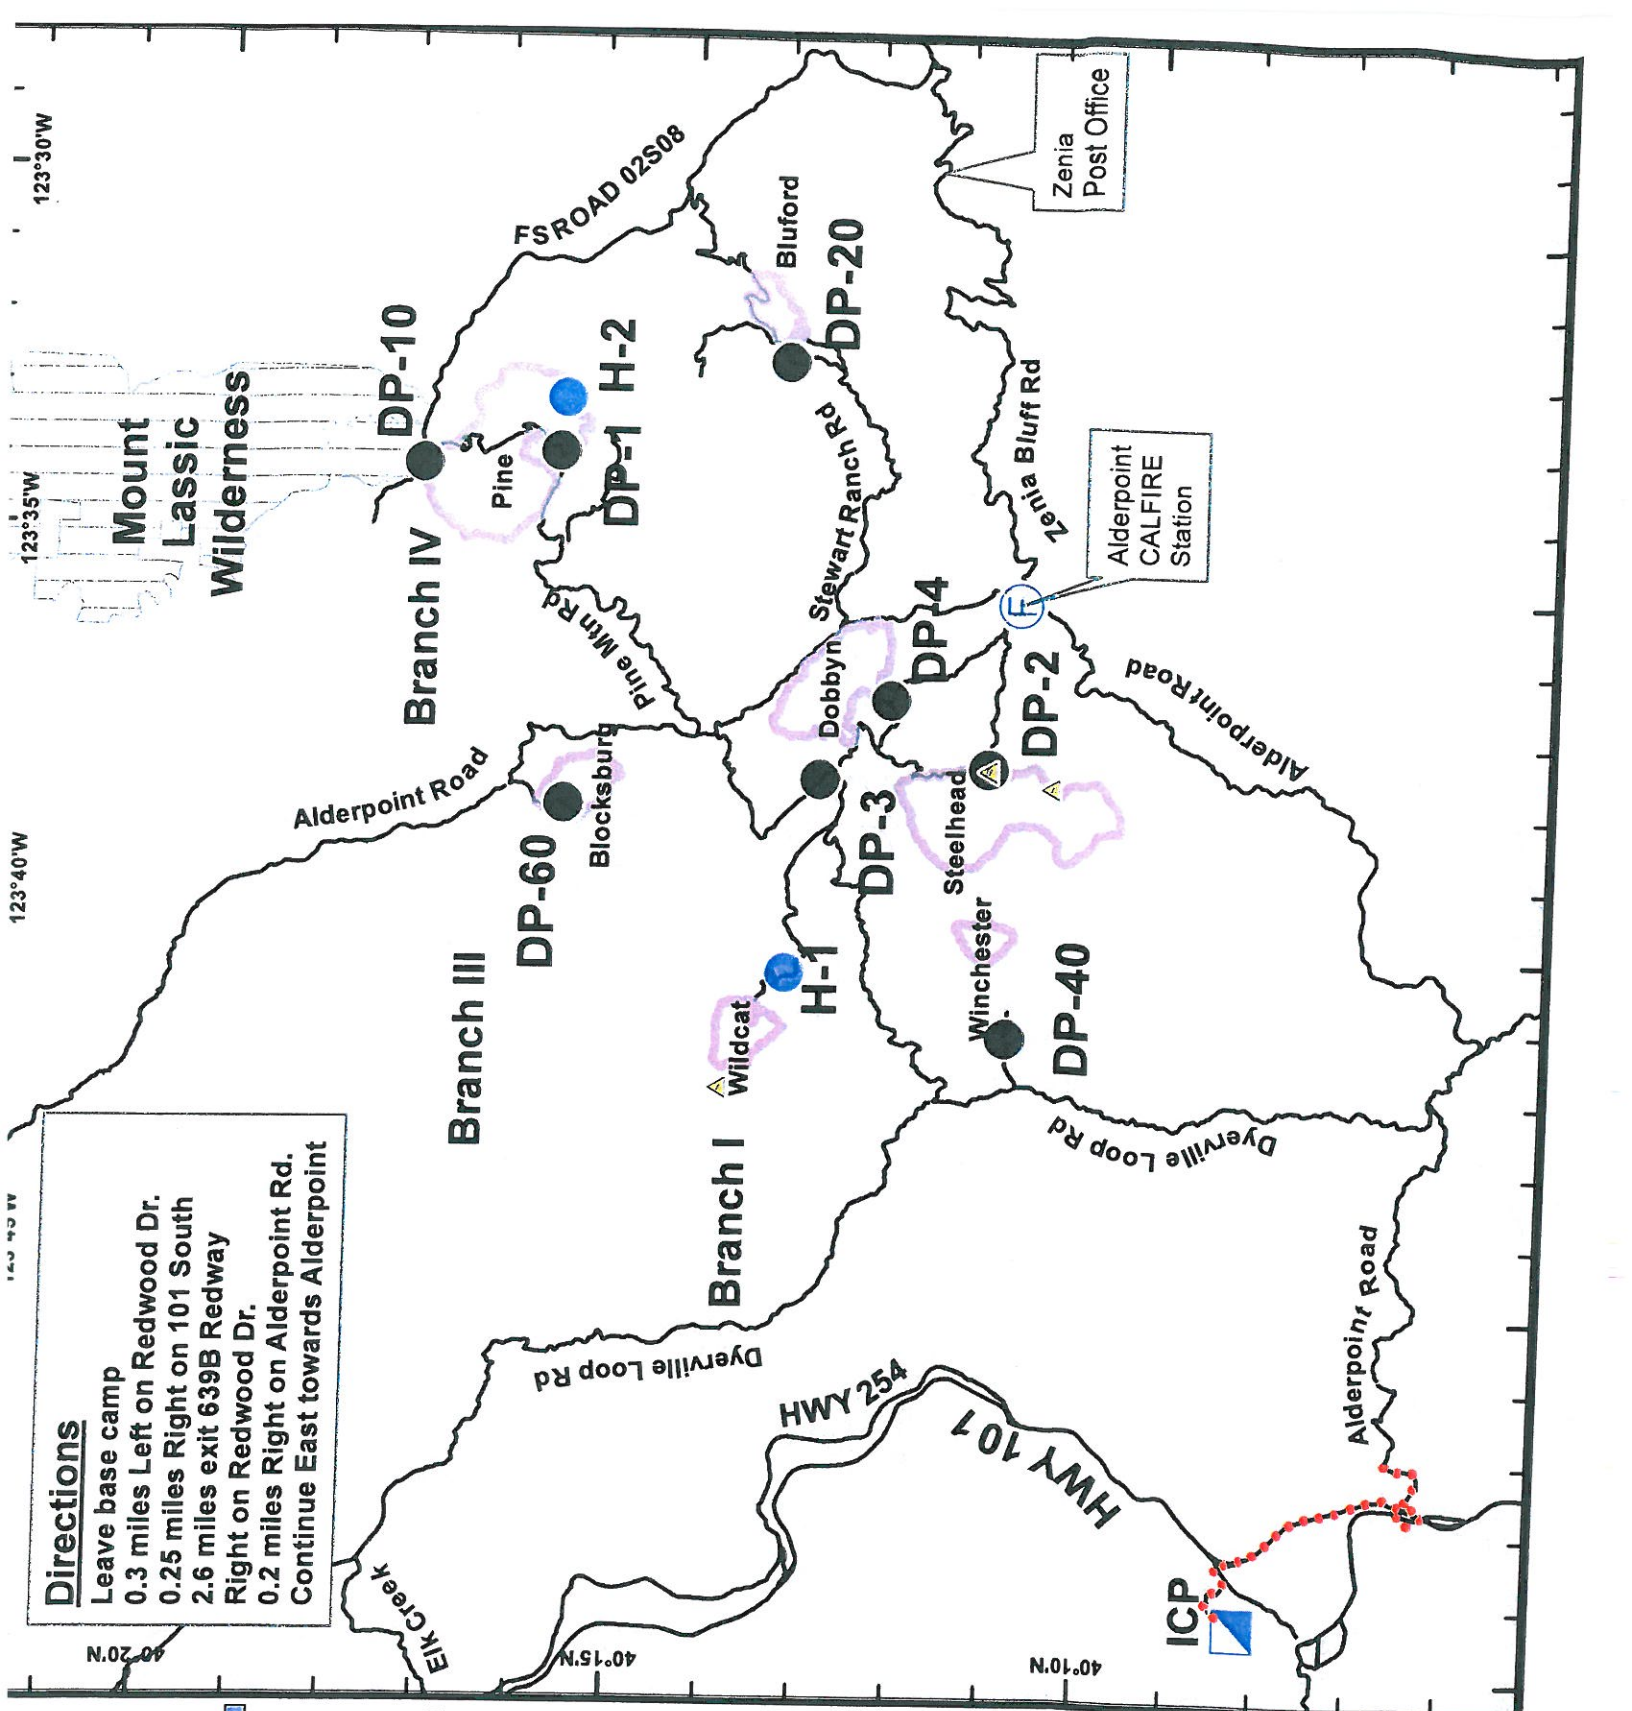 Directions
Leave base camp
0.3 miles Left on Redwood Dr.
0.25 miles Right on 101 South
2.6 miles exit 639B Redway
Right on Redwood Dr.
0.2 miles Right on Alderpoint Rd.
Continue East towards Alderpoint
123°40'W
123°35'W
123°30'W
40°20'N
40°15'N
40°10'N
Mount
Lassic
Wilderness
Alderpoint Road
DP-10
FS ROAD 02S08
Branch IV
Pine
H-2
DP-1
Bluford
DP-20
Pine Mtn Rd
Stewart Ranch Rd
Zenia
Post Office
Zenia Bluff Rd
Branch III
DP-60
Blocksburg
Dobbyn
DP-4
Alderpoint
CALFIRE
Station
DP-2
DP-3
Steelhead
Alderpoint Road
Branch I
Wildcat
H-1
Winchester
DP-40
Dyerville Loop Rd
Dyerville Loop Rd
Elk Creek
HWY 254
HWY 101
ICP
Alderpoint Road
F